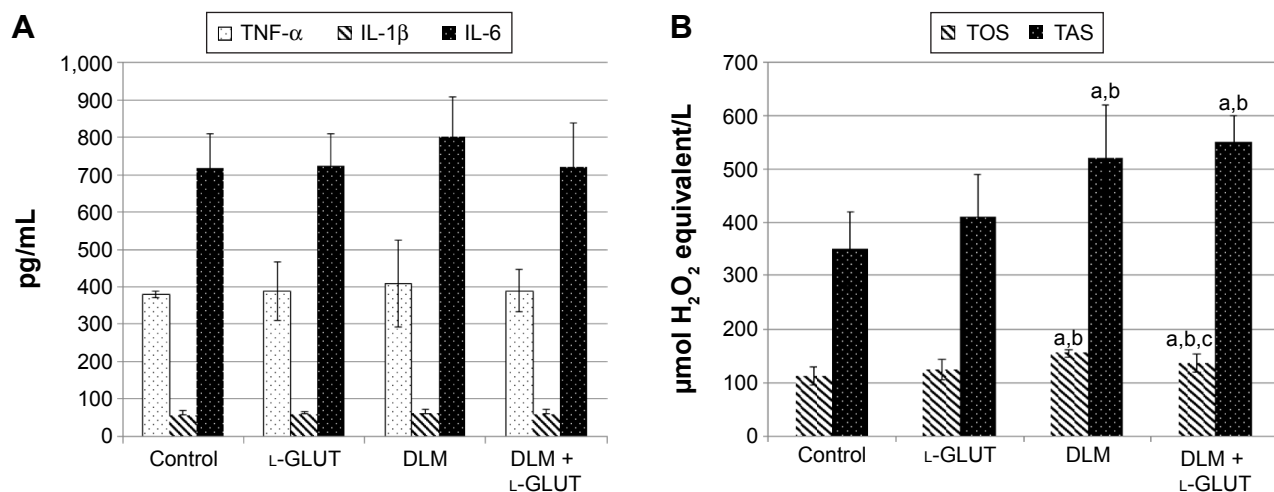 A
TNF-α IL-1β IL-6
pg/mL
1,000
900
800
700
600
500
400
300
200
100
0
Control
L-GLUT
DLM
DLM +
L-GLUT
B
TOS TAS
µmol H₂O₂ equivalent/L
700
600
500
400
300
200
100
0
a,b
a,b
a,b
a,b,c
Control
L-GLUT
DLM
DLM +
L-GLUT